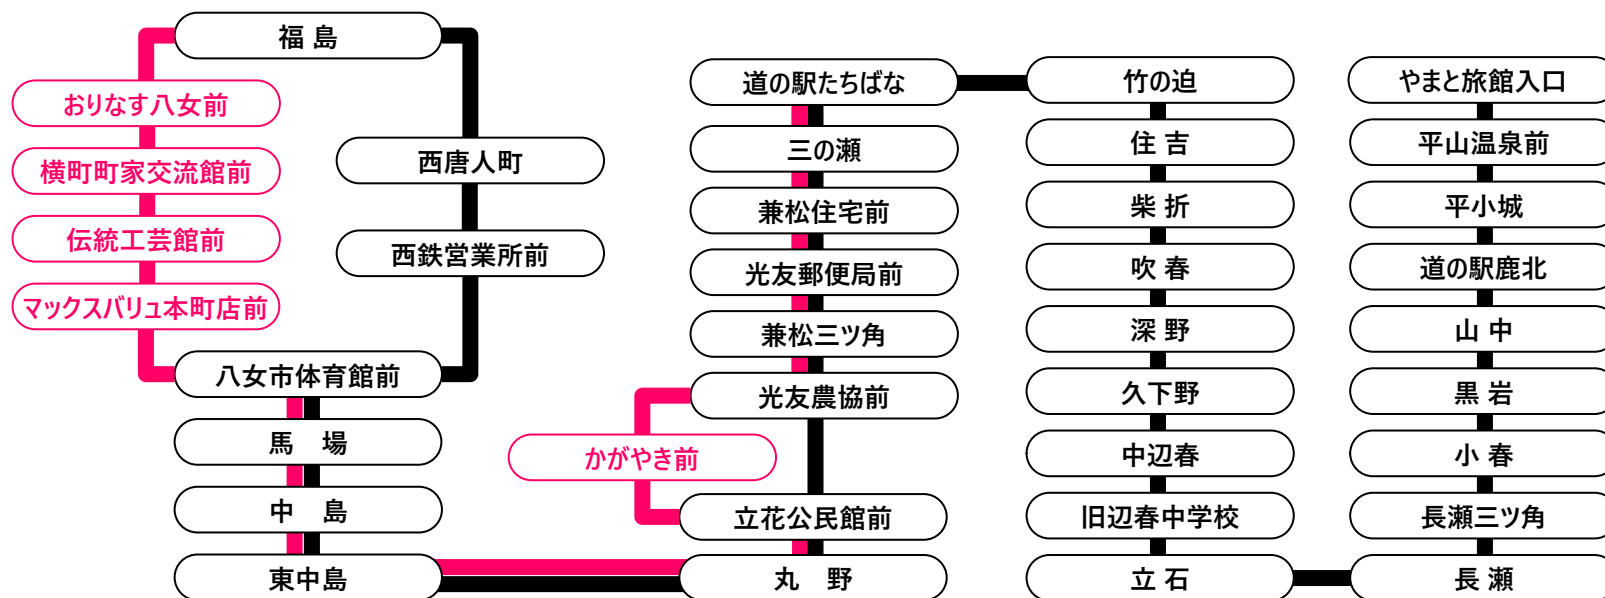 福 島
おりなす八女前
横町町家交流館前
伝統工芸館前
マックスバリュ本町店前
西唐人町
西鉄営業所前
八女市体育館前
馬　場
中　島
東中島
道の駅たちばな
三の瀬
兼松住宅前
光友郵便局前
兼松三ツ角
光友農協前
かがやき前
立花公民館前
丸　野
竹の迫
住 吉
柴 折
吹 春
深 野
久下野
中辺春
旧辺春中学校
立 石
やまと旅館入口
平山温泉前
平小城
道の駅鹿北
山 中
黒 岩
小 春
長瀬三ツ角
長 瀬